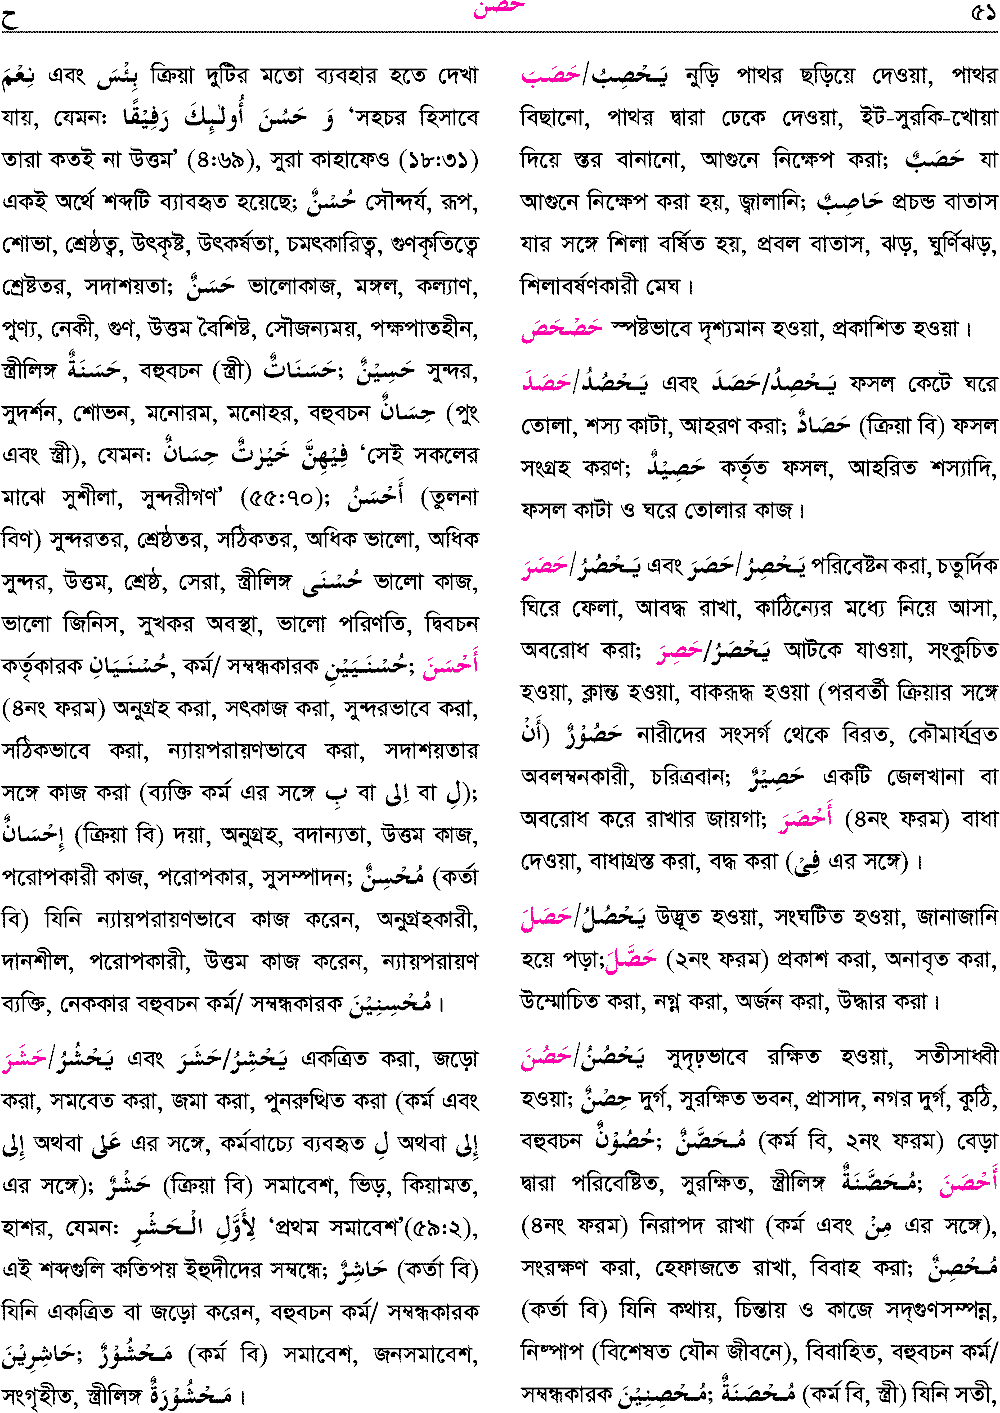 ح حَصُنَ ৫১
نِعْمَ এবং بِئْسَ ক্রিয়া দুটির মতো ব্যবহার হতে দেখা
যায়, যেমনঃ وَ حَسُنَ أُولٰٓئِكَ رَفِيْقًا ‘সহচর হিসাবে
তারা কতই না উত্তম’ (৪:৬৯), সুরা কাহাফেও (১৮:৩১)
একই অর্থে শব্দটি ব্যাবহৃত হয়েছে; حُسْنٌ সৌন্দর্য, রূপ,
শোভা, শ্রেষ্ঠত্ব, উৎকৃষ্ট, উৎকর্ষতা, চমৎকারিত্ব, গুণকৃতিত্বে
শ্রেষ্টতর, সদাশয়তা; حَسَنٌ ভালোকাজ, মঙ্গল, কল্যাণ,
পুণ্য, নেকী, গুণ, উত্তম বৈশিষ্ট, সৌজন্যময়, পক্ষপাতহীন,
স্ত্রীলিঙ্গ حَسَنَةٌ, বহুবচন (স্ত্রী) حَسَنَاتٌ; حَسِيْنٌ সুন্দর,
সুদর্শন, শোভন, মনোরম, মনোহর, বহুবচন حِسَانٌ (পুং
এবং স্ত্রী), যেমনঃ فِيْهِنَّ خَيْرٰتٌ حِسَانٌ ‘সেই সকলের
মাঝে সুশীলা, সুন্দরীগণ’ (৫৫:৭০); أَحْسَنُ (তুলনা
বিণ) সুন্দরতর, শ্রেষ্ঠতর, সঠিকতর, অধিক ভালো, অধিক
সুন্দর, উত্তম, শ্রেষ্ঠ, সেরা, স্ত্রীলিঙ্গ حُسْنَى ভালো কাজ,
ভালো জিনিস, সুখকর অবস্থা, ভালো পরিণতি, দ্বিবচন
কর্তৃকারক حُسْنَيَانِ, কর্ম/ সম্বন্ধকারক حُسْنَيَيْنِ; أَحْسَنَ
(৪নং ফরম) অনুগ্রহ করা, সৎকাজ করা, সুন্দরভাবে করা,
সঠিকভাবে করা, ন্যায়পরায়ণভাবে করা, সদাশয়তার
সঙ্গে কাজ করা (ব্যক্তি কর্ম এর সঙ্গে بِ বা اِلى বা لِ);
إِحْسَانٌ (ক্রিয়া বি) দয়া, অনুগ্রহ, বদান্যতা, উত্তম কাজ,
পরোপকারী কাজ, পরোপকার, সুসম্পাদন; مُحْسِنٌ (কর্তা
বি) যিনি ন্যায়পরায়ণভাবে কাজ করেন, অনুগ্রহকারী,
দানশীল, পরোপকারী, উত্তম কাজ করেন, ন্যায়পরায়ণ
ব্যক্তি, নেককার বহুবচন কর্ম/ সম্বন্ধকারক مُحْسِنِيْنَ।
حَشَرَ/يَحْشُرُ এবং حَشَرَ/يَحْشِرُ একত্রিত করা, জড়ো
করা, সমবেত করা, জমা করা, পুনরুত্থিত করা (কর্ম এবং
إِلى অথবা عَلى এর সঙ্গে, কর্মবাচ্যে ব্যবহৃত لِ অথবা إِلى
এর সঙ্গে); حَشْرٌ (ক্রিয়া বি) সমাবেশ, ভিড়, কিয়ামত,
হাশর, যেমনঃ لِأَوَّلِ الْحَشْرِ ‘প্রথম সমাবেশ’(৫৯:২),
এই শব্দগুলি কতিপয় ইহুদীদের সম্বন্ধে; حَاشِرٌ (কর্তা বি)
যিনি একত্রিত বা জড়ো করেন, বহুবচন কর্ম/ সম্বন্ধকারক
حَاشِرِيْنَ; مَحْشُوْرٌ (কর্ম বি) সমাবেশ, জনসমাবেশ,
সংগৃহীত, স্ত্রীলিঙ্গ مَحْشُوْرَةٌ।
حَصَبَ/يَحْصِبُ নুড়ি পাথর ছড়িয়ে দেওয়া, পাথর
বিছানো, পাথর দ্বারা ঢেকে দেওয়া, ইট-সুরকি-খোয়া
দিয়ে স্তর বানানো, আগুনে নিক্ষেপ করা; حَصَبٌ যা
আগুনে নিক্ষেপ করা হয়, জ্বালানি; حَاصِبٌ প্রচন্ড বাতাস
যার সঙ্গে শিলা বর্ষিত হয়, প্রবল বাতাস, ঝড়, ঘুর্ণিঝড়,
শিলাবর্ষণকারী মেঘ।
حَصْحَصَ স্পষ্টভাবে দৃশ্যমান হওয়া, প্রকাশিত হওয়া।
حَصَدَ/يَحْصُدُ এবং حَصَدَ/يَحْصِدُ ফসল কেটে ঘরে
তোলা, শস্য কাটা, আহরণ করা; حَصَادٌ (ক্রিয়া বি) ফসল
সংগ্রহ করণ; حَصِيْدٌ কর্তৃত ফসল, আহরিত শস্যাদি,
ফসল কাটা ও ঘরে তোলার কাজ।
حَصَرَ/يَحْصُرُ এবং حَصَرَ/يَحْصِرُ পরিবেষ্টন করা, চতুর্দিক
ঘিরে ফেলা, আবদ্ধ রাখা, কাঠিন্যের মধ্যে নিয়ে আসা,
অবরোধ করা; حَصِرَ/يَحْصَرُ আটকে যাওয়া, সংকুচিত
হওয়া, ক্লান্ত হওয়া, বাকরূদ্ধ হওয়া (পরবর্তী ক্রিয়ার সঙ্গে
أَنْ) حَصُوْرٌ নারীদের সংসর্গ থেকে বিরত, কৌমার্যব্রত
অবলম্বনকারী, চরিত্রবান; حَصِيْرٌ একটি জেলখানা বা
অবরোধ করে রাখার জায়গা; أَحْصَرَ (৪নং ফরম) বাধা
দেওয়া, বাধাগ্রস্ত করা, বদ্ধ করা (فِىْ এর সঙ্গে)।
حَصَلَ/يَحْصُلُ উদ্ভূত হওয়া, সংঘটিত হওয়া, জানাজানি
হয়ে পড়া;حَصَّلَ (২নং ফরম) প্রকাশ করা, অনাবৃত করা,
উম্মোচিত করা, নগ্ন করা, অর্জন করা, উদ্ধার করা।
حَصُنَ/يَحْصُنُ সুদৃঢ়ভাবে রক্ষিত হওয়া, সতীসাধ্বী
হওয়া; حِصْنٌ দুর্গ, সুরক্ষিত ভবন, প্রাসাদ, নগর দুর্গ, কুঠি,
বহুবচন حُصُوْنٌ; مُحَصَّنٌ (কর্ম বি, ২নং ফরম) বেড়া
দ্বারা পরিবেষ্টিত, সুরক্ষিত, স্ত্রীলিঙ্গ مُحَصَّنَةٌ; أَحْصَنَ
(৪নং ফরম) নিরাপদ রাখা (কর্ম এবং مِنْ এর সঙ্গে),
সংরক্ষণ করা, হেফাজতে রাখা, বিবাহ করা; مُحْصِنٌ
(কর্তা বি) যিনি কথায়, চিন্তায় ও কাজে সদ্গুণসম্পন্ন,
নিষ্পাপ (বিশেষত যৌন জীবনে), বিবাহিত, বহুবচন কর্ম/
সম্বন্ধকারক مُحْصِنِيْنَ; مُحْصَنَةٌ (কর্ম বি, স্ত্রী) যিনি সতী,